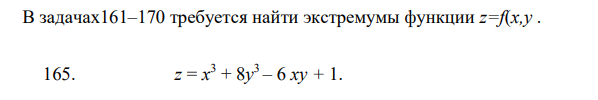 В задачах161–170 требуется найти экстремумы функции z=f(x,y .
165. z = x³ + 8y³ – 6 xy + 1.